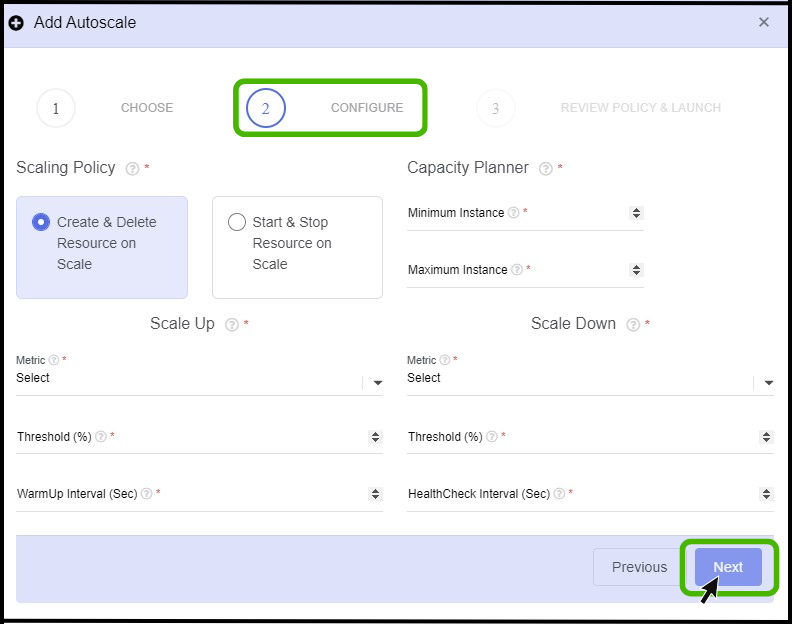 Add Autoscale ×
1 CHOOSE 2 CONFIGURE 3 REVIEW POLICY & LAUNCH
Scaling Policy ? *
Create & Delete
Resource on
Scale
Start & Stop
Resource on
Scale
Capacity Planner ? *
Minimum Instance ? *
Maximum Instance ? *
Scale Up ? *
Metric ? *
Select
Threshold (%) ? *
WarmUp Interval (Sec) ? *
Scale Down ? *
Metric ? *
Select
Threshold (%) ? *
HealthCheck Interval (Sec) ? *
Previous Next